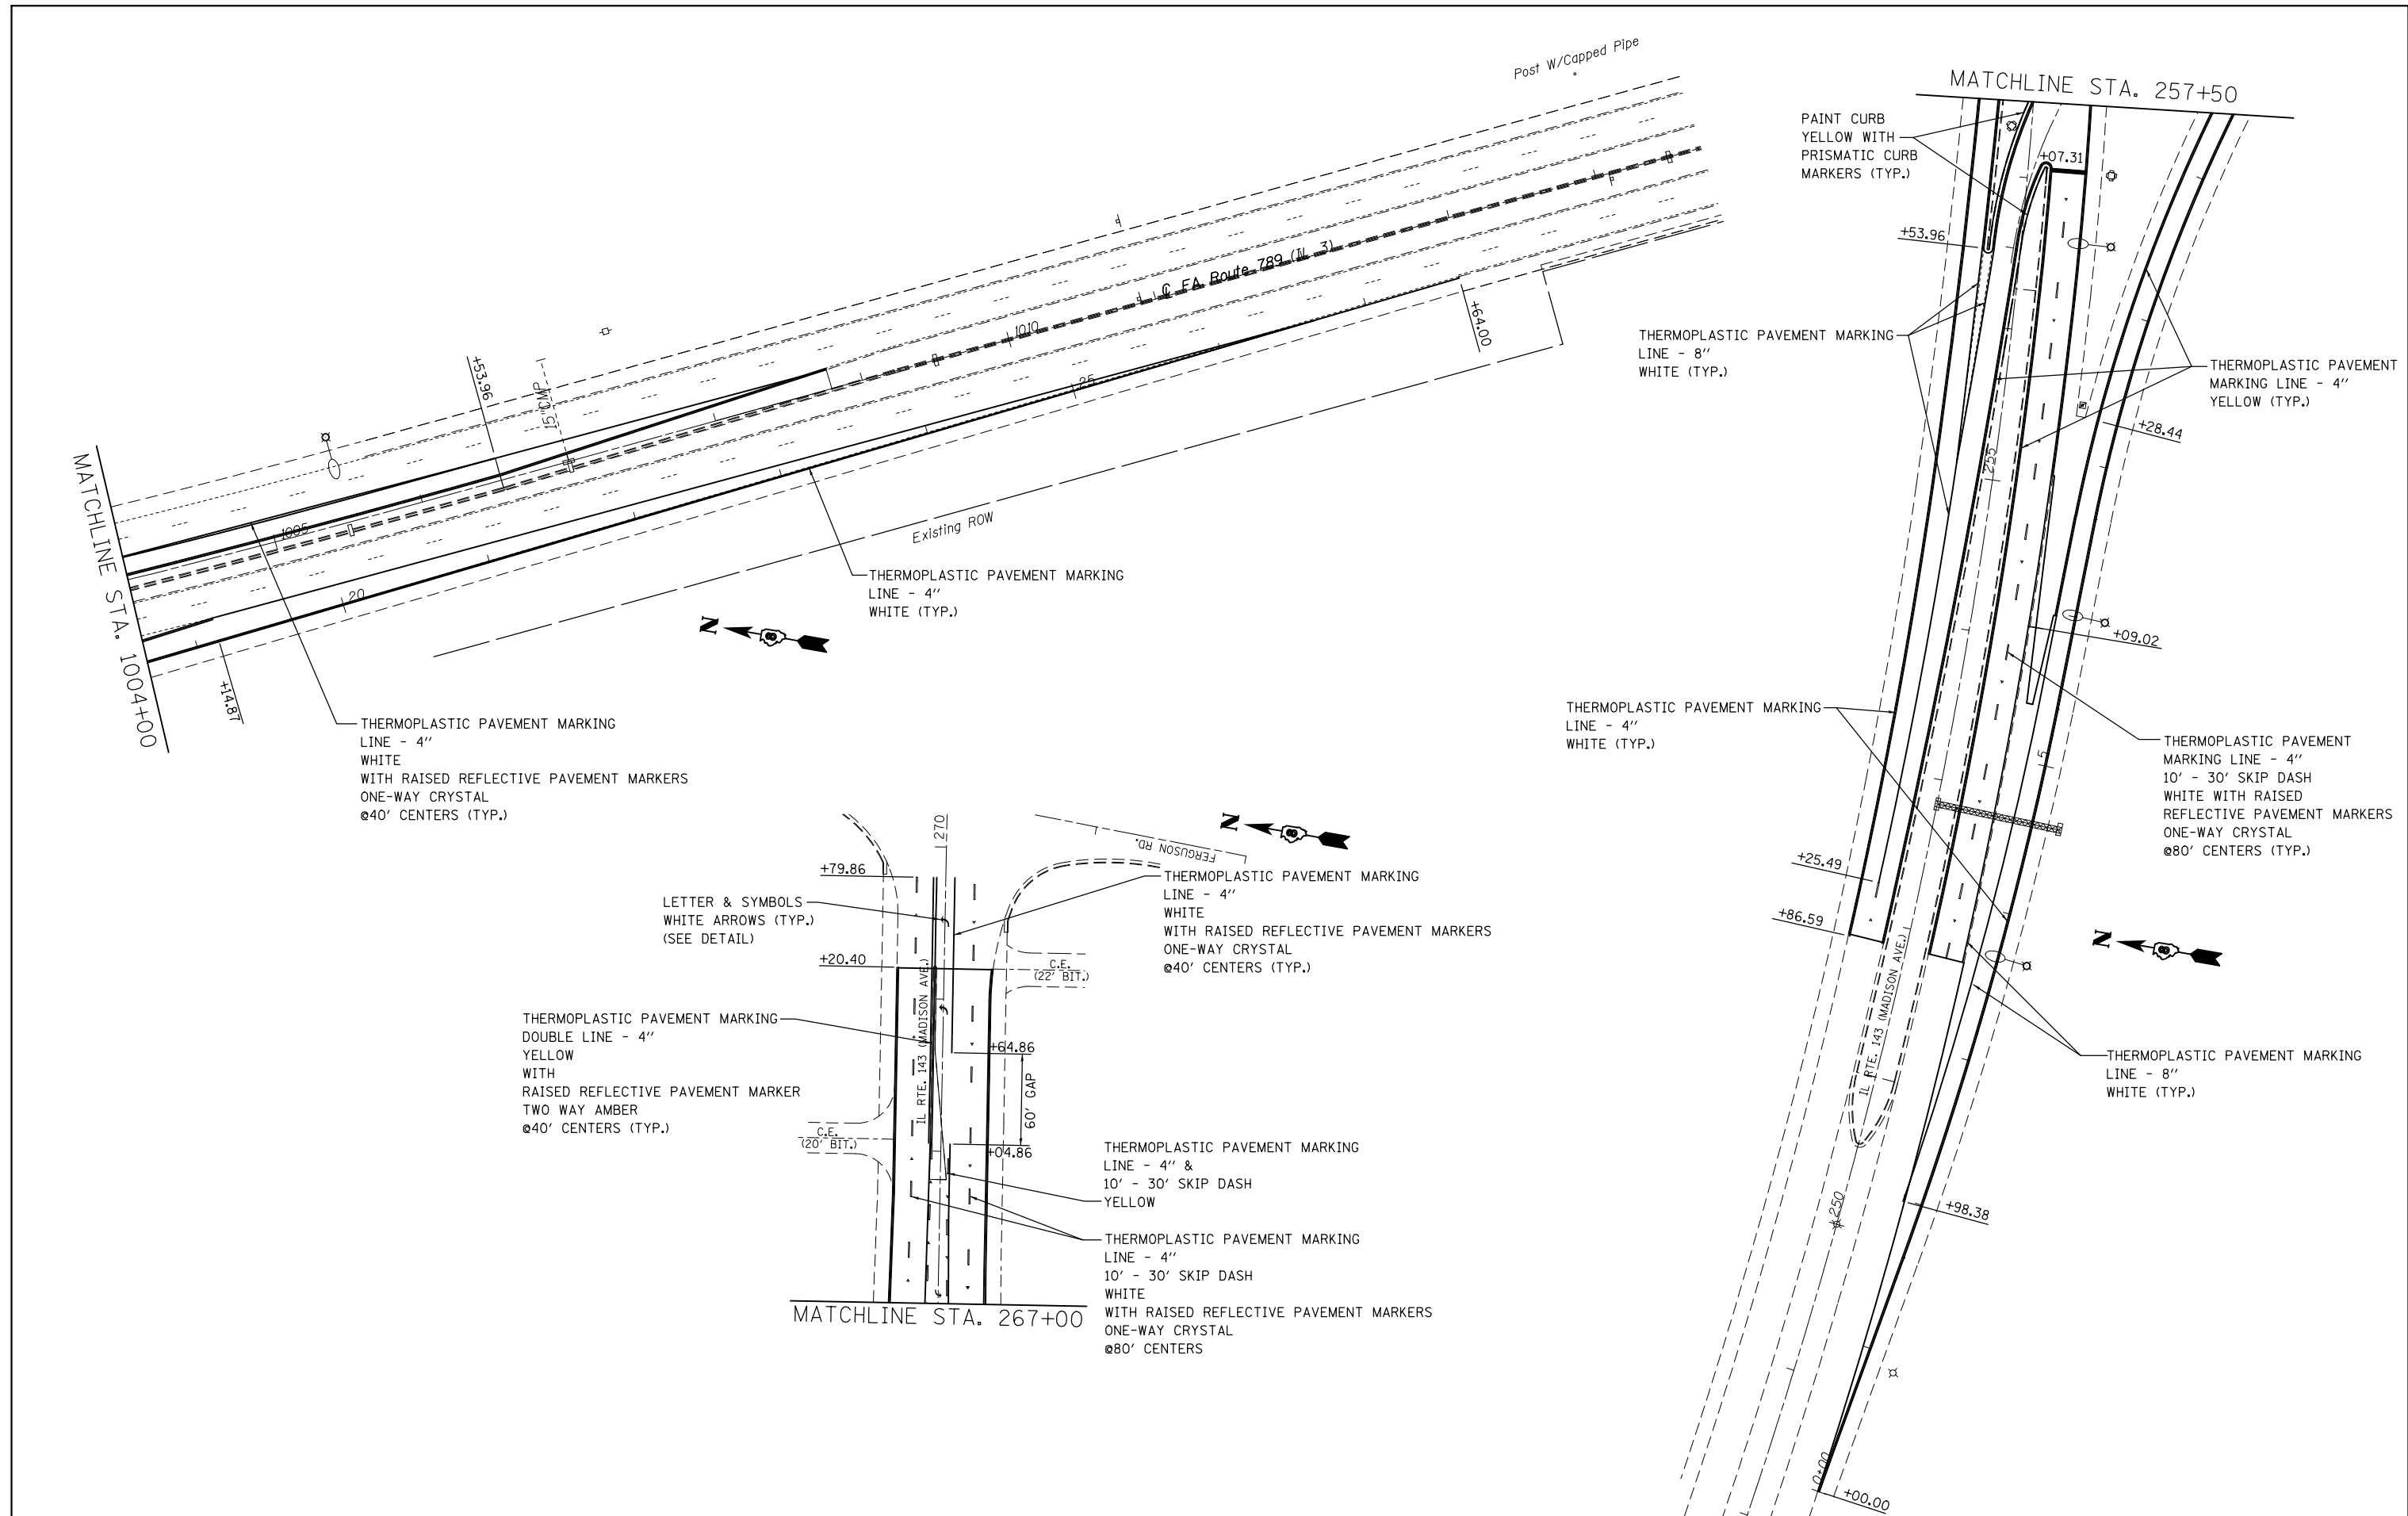 Post W/Capped Pipe
℄ FA Route 789 (IL 3)
1010
+64.00
+53.96
15"CMP
25
Existing ROW
1005
20
MATCHLINE STA. 1004+00
+14.87
THERMOPLASTIC PAVEMENT MARKING
LINE - 4"
WHITE (TYP.)
N
THERMOPLASTIC PAVEMENT MARKING
LINE - 4"
WHITE
WITH RAISED REFLECTIVE PAVEMENT MARKERS
ONE-WAY CRYSTAL
@40' CENTERS (TYP.)
270
FERGUSON RD.
N
+79.86
LETTER & SYMBOLS
WHITE ARROWS (TYP.)
(SEE DETAIL)
+20.40
THERMOPLASTIC PAVEMENT MARKING
LINE - 4"
WHITE
WITH RAISED REFLECTIVE PAVEMENT MARKERS
ONE-WAY CRYSTAL
@40' CENTERS (TYP.)
C.E.
(22' BIT.)
IL RTE. 143 (MADISON AVE.)
THERMOPLASTIC PAVEMENT MARKING
DOUBLE LINE - 4"
YELLOW
WITH
RAISED REFLECTIVE PAVEMENT MARKER
TWO WAY AMBER
@40' CENTERS (TYP.)
+64.86
60' GAP
+04.86
C.E.
(20' BIT.)
THERMOPLASTIC PAVEMENT MARKING
LINE - 4" &
10' - 30' SKIP DASH
YELLOW
THERMOPLASTIC PAVEMENT MARKING
LINE - 4"
10' - 30' SKIP DASH
WHITE
WITH RAISED REFLECTIVE PAVEMENT MARKERS
ONE-WAY CRYSTAL
@80' CENTERS
MATCHLINE STA. 267+00
MATCHLINE STA. 257+50
PAINT CURB
YELLOW WITH
PRISMATIC CURB
MARKERS (TYP.)
+07.31
+53.96
THERMOPLASTIC PAVEMENT MARKING
LINE - 8"
WHITE (TYP.)
THERMOPLASTIC PAVEMENT
MARKING LINE - 4"
YELLOW (TYP.)
+28.44
255
+09.02
THERMOPLASTIC PAVEMENT MARKING
LINE - 4"
WHITE (TYP.)
THERMOPLASTIC PAVEMENT
MARKING LINE - 4"
10' - 30' SKIP DASH
WHITE WITH RAISED
REFLECTIVE PAVEMENT MARKERS
ONE-WAY CRYSTAL
@80' CENTERS (TYP.)
5
+25.49
+86.59
N
IL RTE. 143 (MADISON AVE.)
THERMOPLASTIC PAVEMENT MARKING
LINE - 8"
WHITE (TYP.)
250
+98.38
0+00
+00.00